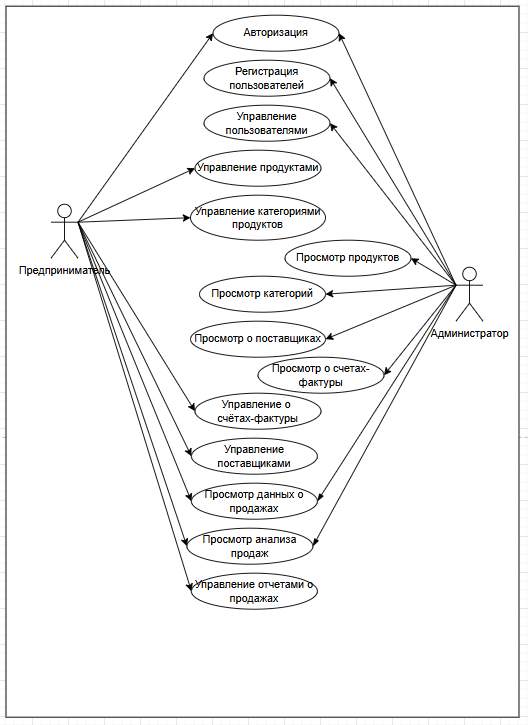 Авторизация
Регистрация
пользователей
Управление
пользователями
Управление продуктами
Управление категориями
продуктов
Просмотр продуктов
Предприниматель
Просмотр категорий
Администратор
Просмотр о поставщиках
Просмотр о счетах-
фактуры
Управление о
счётах-фактуры
Управление
поставщиками
Просмотр данных о
продажах
Просмотр анализа
продаж
Управление отчетами о
продажах